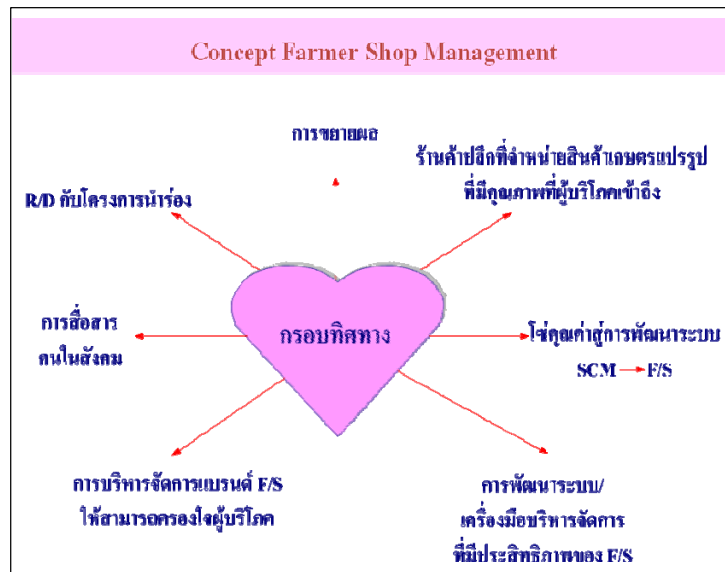 Concept Farmer Shop Management
การขยายผล
ร้านค้าปลีกที่จำหน่ายสินค้าเกษตรแปรรูป
ที่มีคุณภาพที่ผู้บริโภคเข้าถึง
R/D กับโครงการนำร่อง
การสื่อสาร
คนในสังคม
กรอบทิศทาง
โซ่คุณค่าสู่การพัฒนาระบบ
SCM → F/S
การบริหารจัดการแบรนด์ F/S
ให้สามารถครองใจผู้บริโภค
การพัฒนาระบบ/
เครื่องมือบริหารจัดการ
ที่มีประสิทธิภาพของ F/S